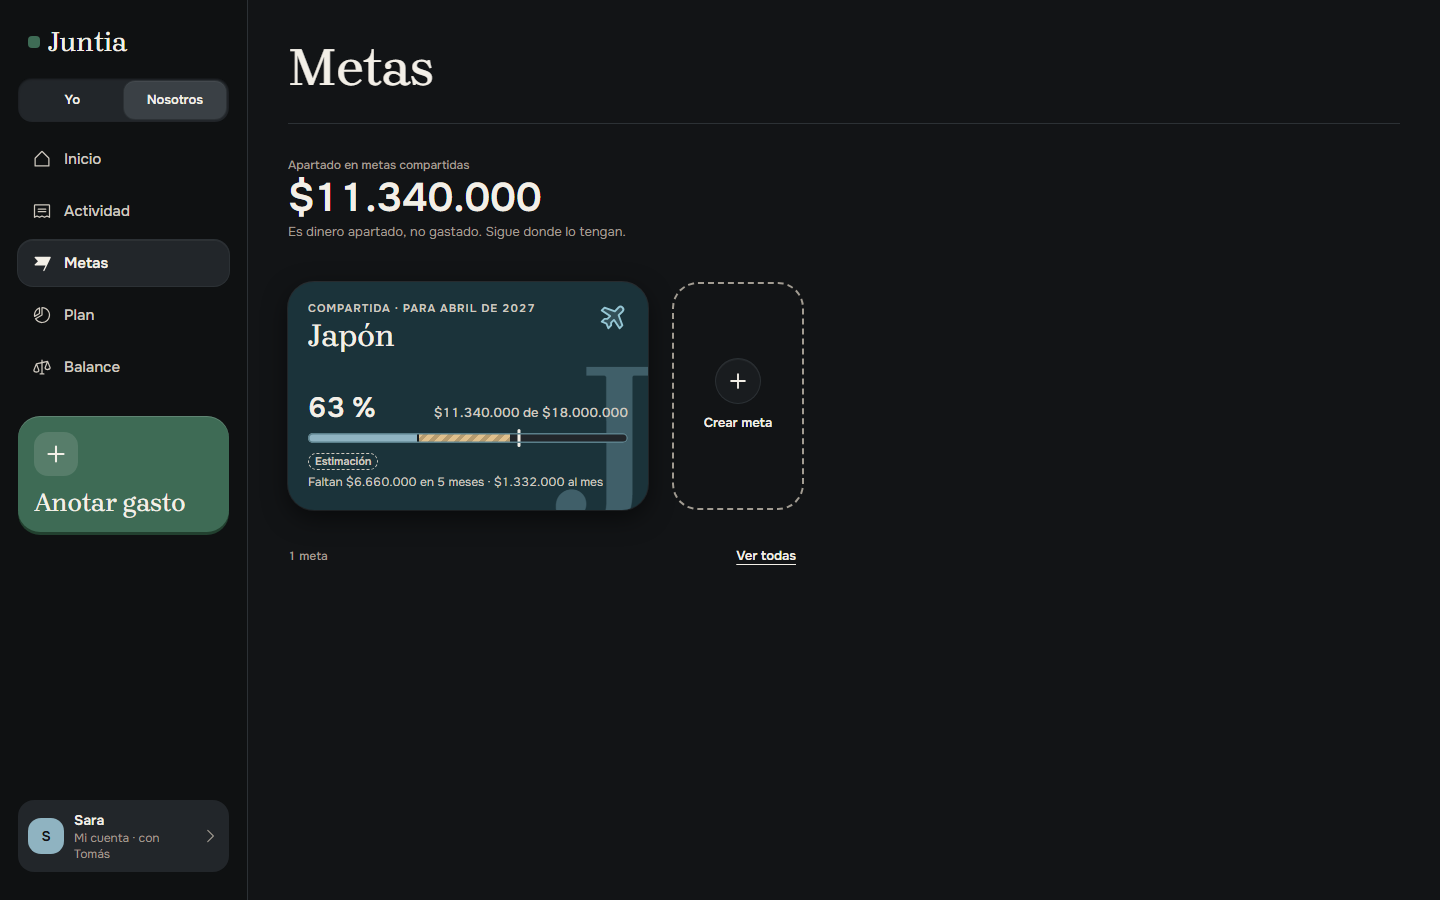 Juntia
Yo
Nosotros
Inicio
Actividad
Metas
Plan
Balance
Anotar gasto
S
Sara
Mi cuenta · con
Tomás
Metas
Apartado en metas compartidas
$11.340.000
Es dinero apartado, no gastado. Sigue donde lo tengan.
COMPARTIDA · PARA ABRIL DE 2027
Japón
J
63 %
$11.340.000 de $18.000.000
Estimación
Faltan $6.660.000 en 5 meses · $1.332.000 al mes
Crear meta
1 meta
Ver todas